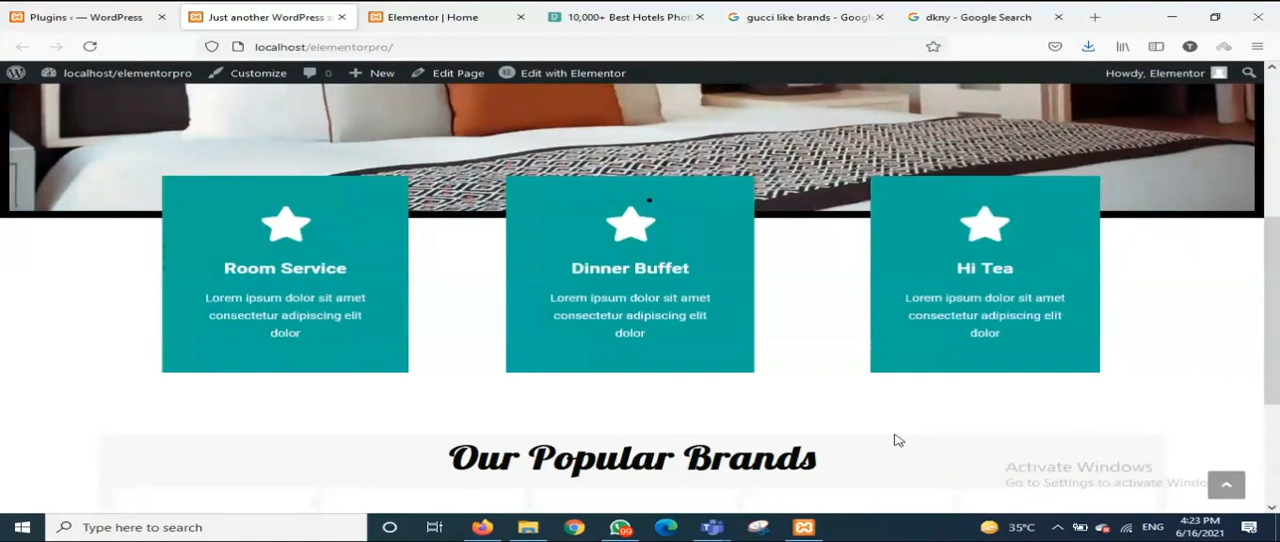 Plugins ‹ — WordPress
Just another WordPress s
Elementor | Home
10,000+ Best Hotels Phot
gucci like brands - Googl
dkny - Google Search
localhost/elementorpro/
localhost/elementorpro
Customize
0
New
Edit Page
Edit with Elementor
Howdy, Elementor
Room Service
Lorem ipsum dolor sit amet
consectetur adipiscing elit
dolor
Dinner Buffet
Lorem ipsum dolor sit amet
consectetur adipiscing elit
dolor
Hi Tea
Lorem ipsum dolor sit amet
consectetur adipiscing elit
dolor
Our Popular Brands
Activate Windows
Go to Settings to activate Windo
Type here to search
99
35°C
ENG
4:23 PM
6/16/2021